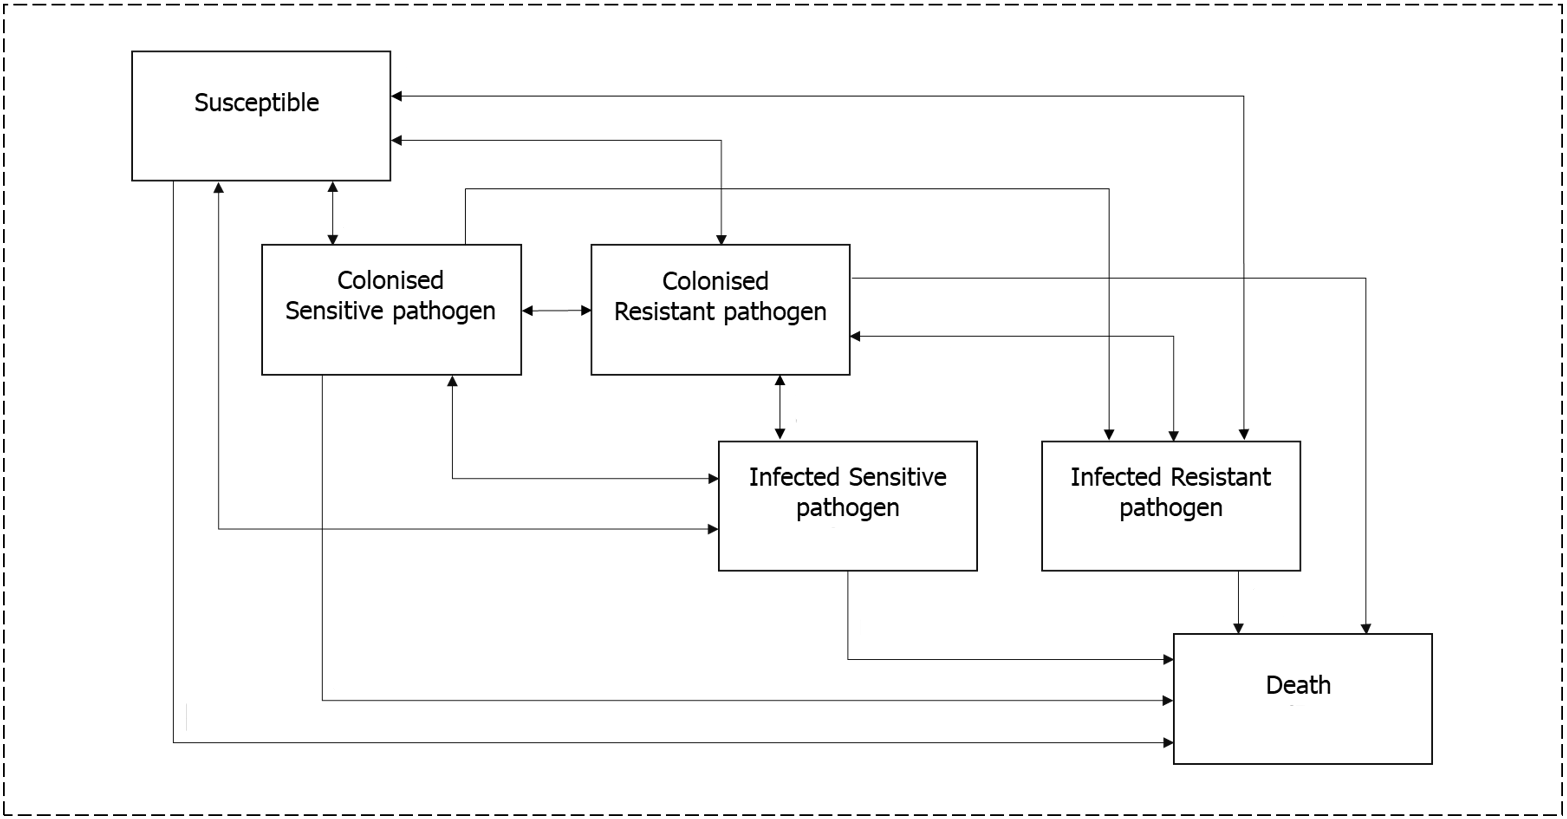 Susceptible
Colonised
Sensitive pathogen
Colonised
Resistant pathogen
Infected Sensitive
pathogen
Infected Resistant
pathogen
Death